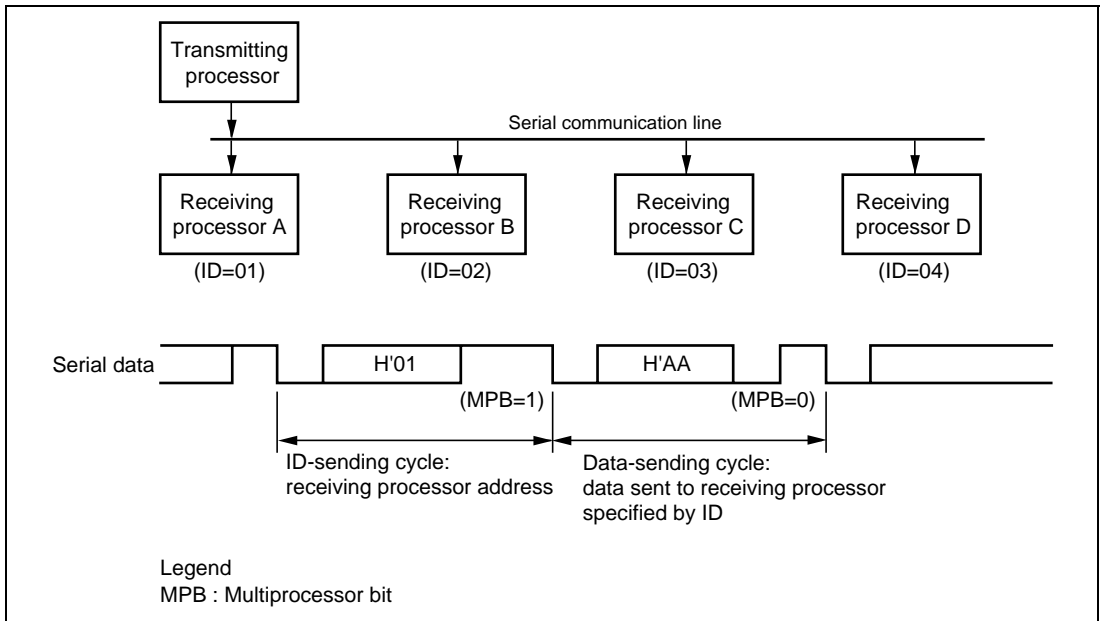 Transmitting
processor
Serial communication line
Receiving
processor A
Receiving
processor B
Receiving
processor C
Receiving
processor D
(ID=01)
(ID=02)
(ID=03)
(ID=04)
Serial data
H'01
H'AA
(MPB=1)
(MPB=0)
ID-sending cycle:
receiving processor address
Data-sending cycle:
data sent to receiving processor
specified by ID
Legend
MPB : Multiprocessor bit